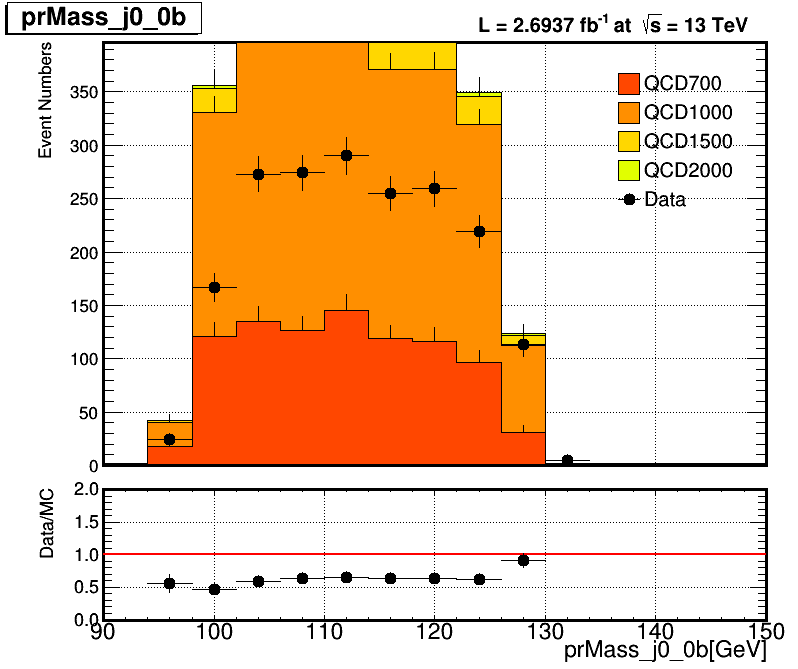 prMass_j0_0b
L = 2.6937 fb⁻¹ at √s = 13 TeV
Event Numbers
350
300
250
200
150
100
50
0
QCD700
QCD1000
QCD1500
QCD2000
Data
Data/MC
2.0
1.5
1.0
0.5
0.0
90 100 110 120 130 140 150
prMass_j0_0b[GeV]